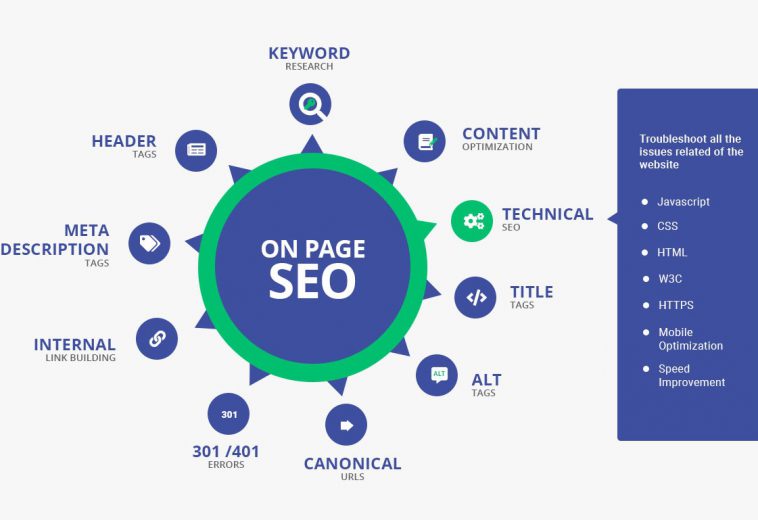 KEYWORD
RESEARCH
HEADER
TAGS
CONTENT
OPTIMIZATION
META
DESCRIPTION
TAGS
TECHNICAL
SEO
ON PAGE
SEO
INTERNAL
LINK BUILDING
TITLE
TAGS
ALT
ALT
TAGS
301
301 /401
ERRORS
CANONICAL
URLS
Troubleshoot all the
issues related of the
website
Javascript
CSS
HTML
W3C
HTTPS
Mobile
Optimization
Speed
Improvement